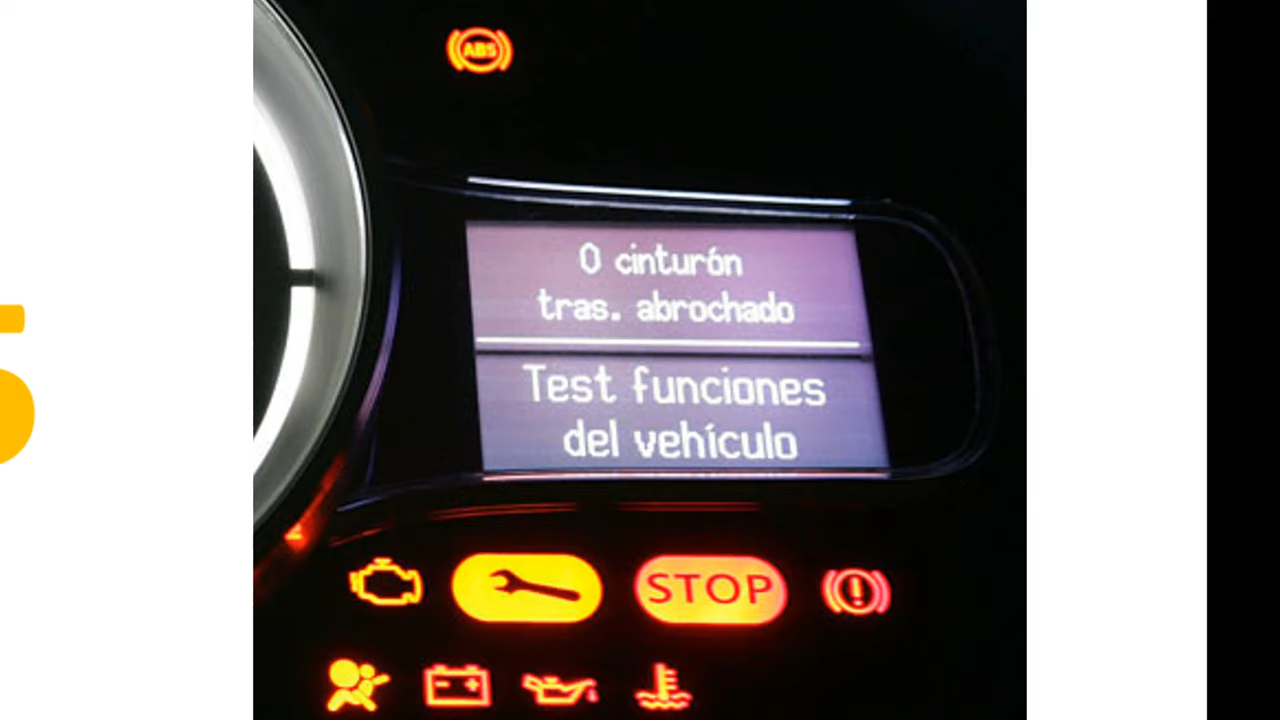 ABS
0 cinturón
tras. abrochado
Test funciones
del vehículo
STOP